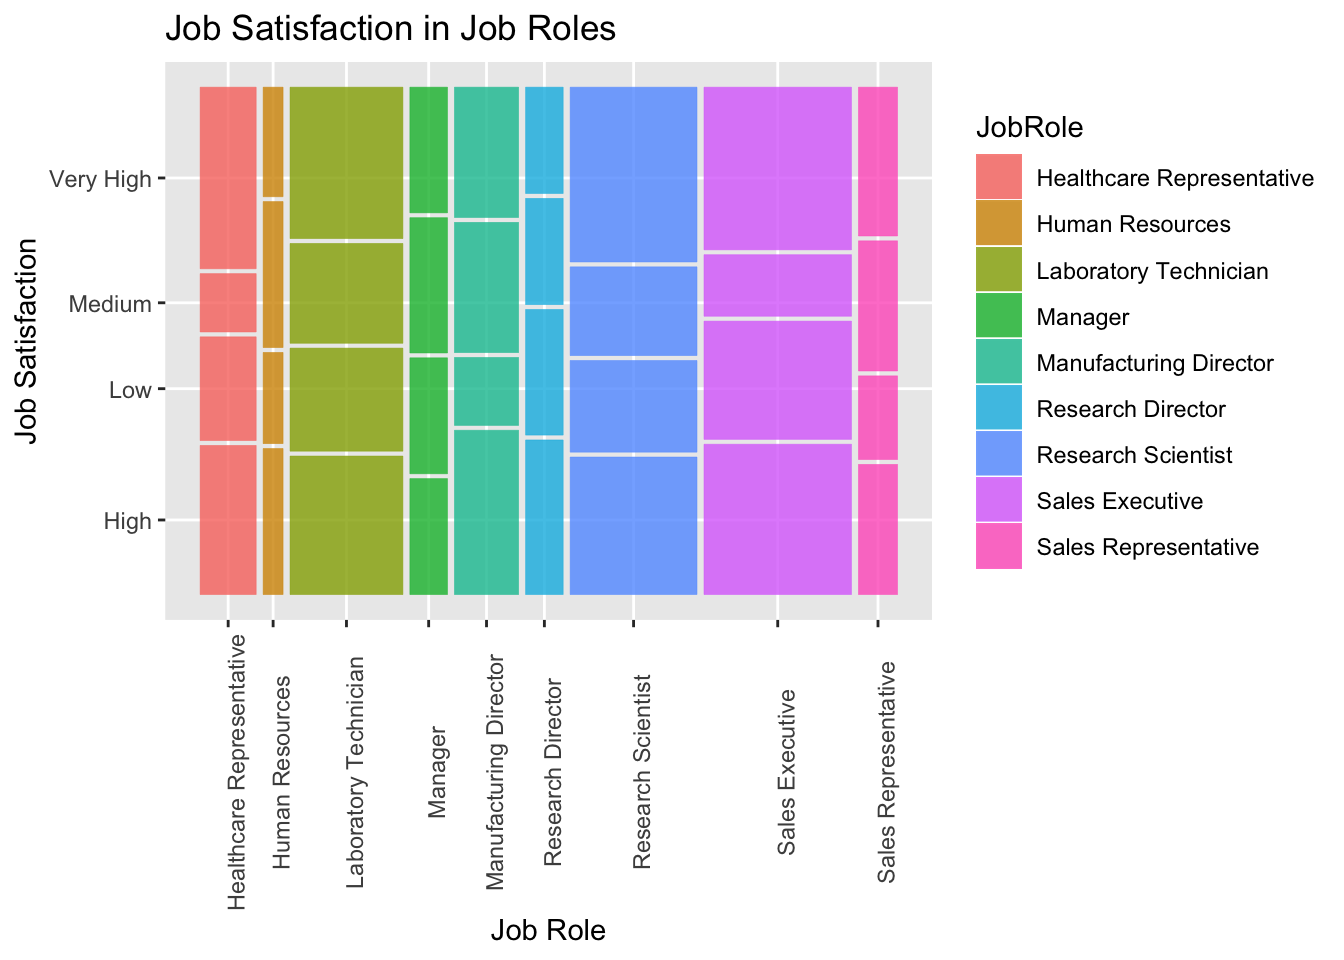 Job Satisfaction in Job Roles
Job Satisfaction
Very High
Medium
Low
High
Healthcare Representative
Human Resources
Laboratory Technician
Manager
Manufacturing Director
Research Director
Research Scientist
Sales Executive
Sales Representative
Job Role
JobRole
Healthcare Representative
Human Resources
Laboratory Technician
Manager
Manufacturing Director
Research Director
Research Scientist
Sales Executive
Sales Representative